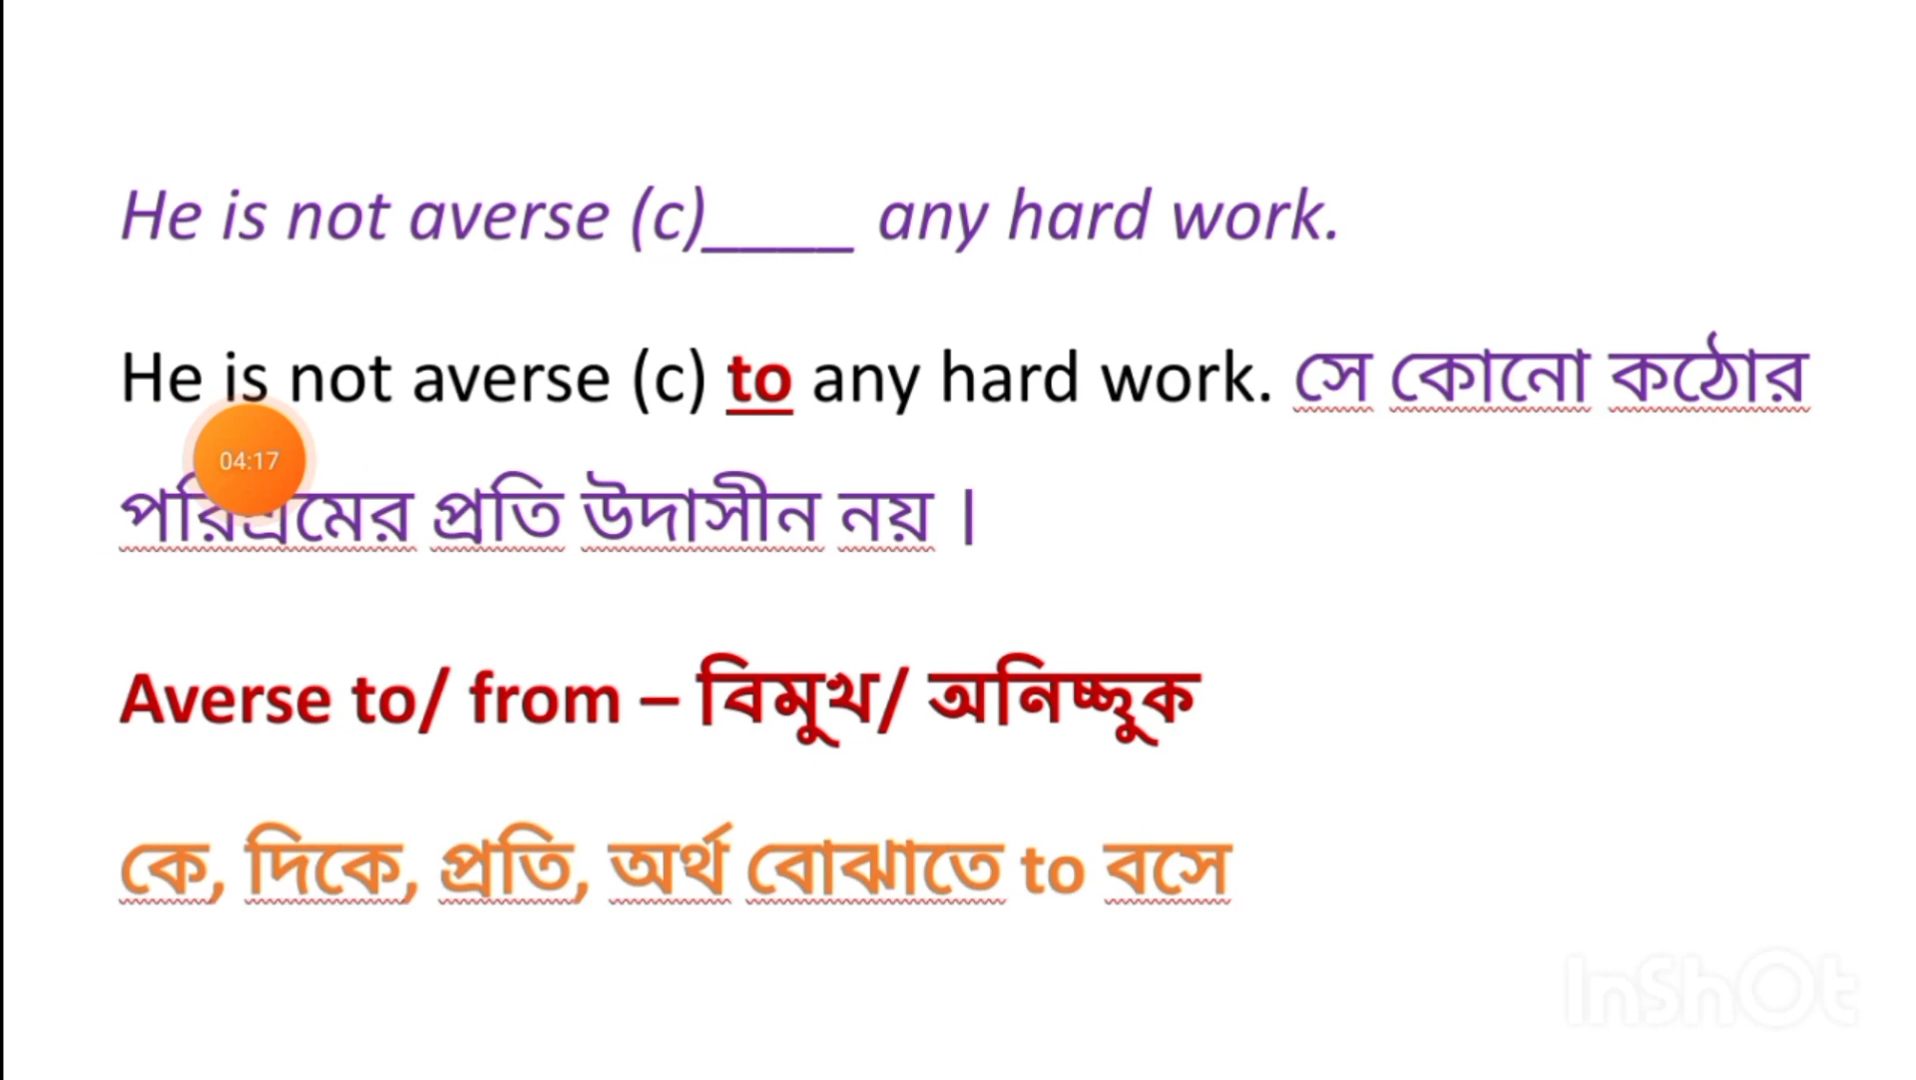 He is not averse (c)____ any hard work.
He is not averse (c) to any hard work. সে কোনো কঠোর
পরিশ্রমের প্রতি উদাসীন নয় |
04:17
Averse to/ from – বিমুখ/ অনিচ্ছুক
কে, দিকে, প্রতি, অর্থ বোঝাতে to বসে
InShOt